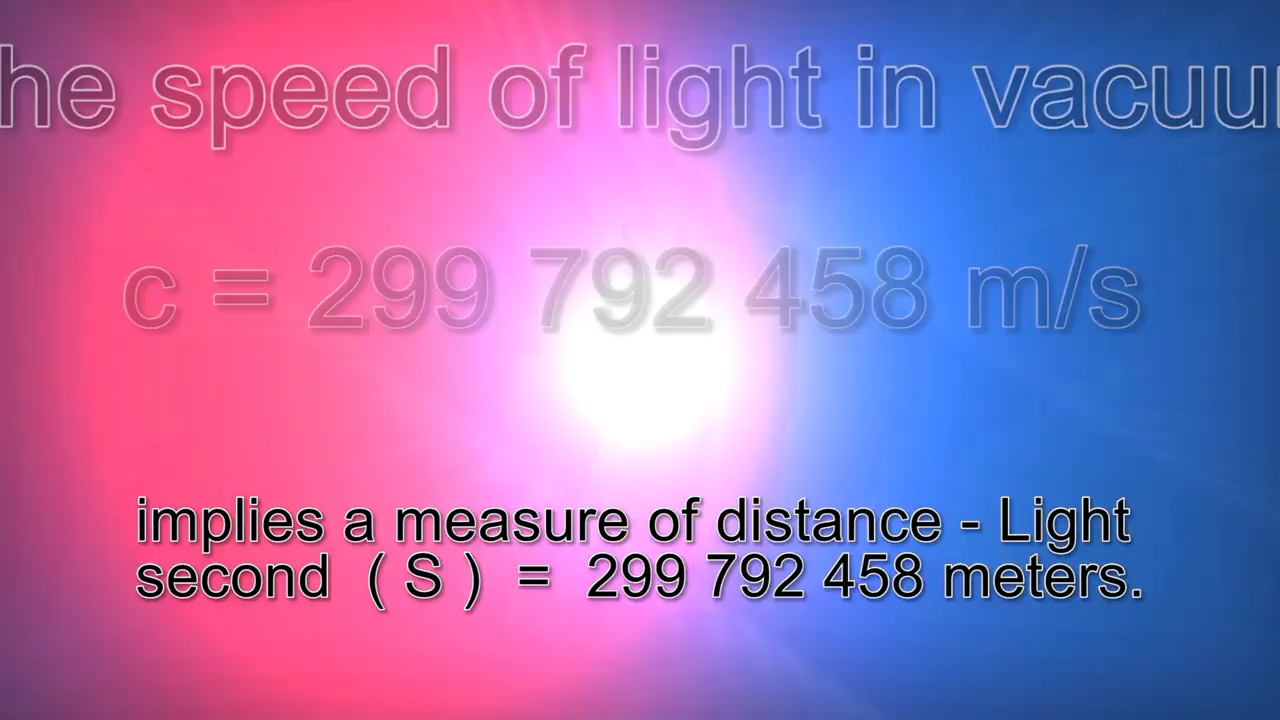 he speed of light in vacuu
c = 299 792 458 m/s
implies a measure of distance - Light
second ( S ) = 299 792 458 meters.